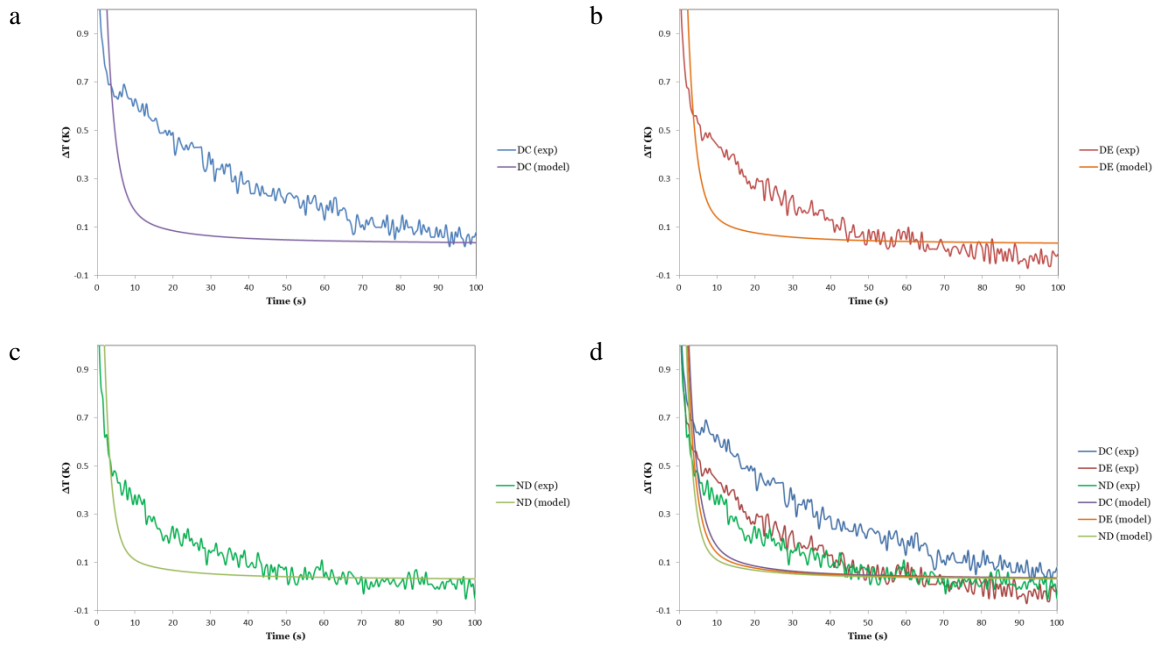 a
0.9
0.7
0.5
0.3
0.1
-0.1
ΔT (K)
0 10 20 30 40 50 60 70 80 90 100
Time (s)
DC (exp)
DC (model)
b
0.9
0.7
0.5
0.3
0.1
-0.1
ΔT (K)
0 10 20 30 40 50 60 70 80 90 100
Time (s)
DE (exp)
DE (model)
c
0.9
0.7
0.5
0.3
0.1
-0.1
ΔT (K)
0 10 20 30 40 50 60 70 80 90 100
Time (s)
ND (exp)
ND (model)
d
0.9
0.7
0.5
0.3
0.1
-0.1
ΔT (K)
0 10 20 30 40 50 60 70 80 90 100
Time (s)
DC (exp)
DE (exp)
ND (exp)
DC (model)
DE (model)
ND (model)